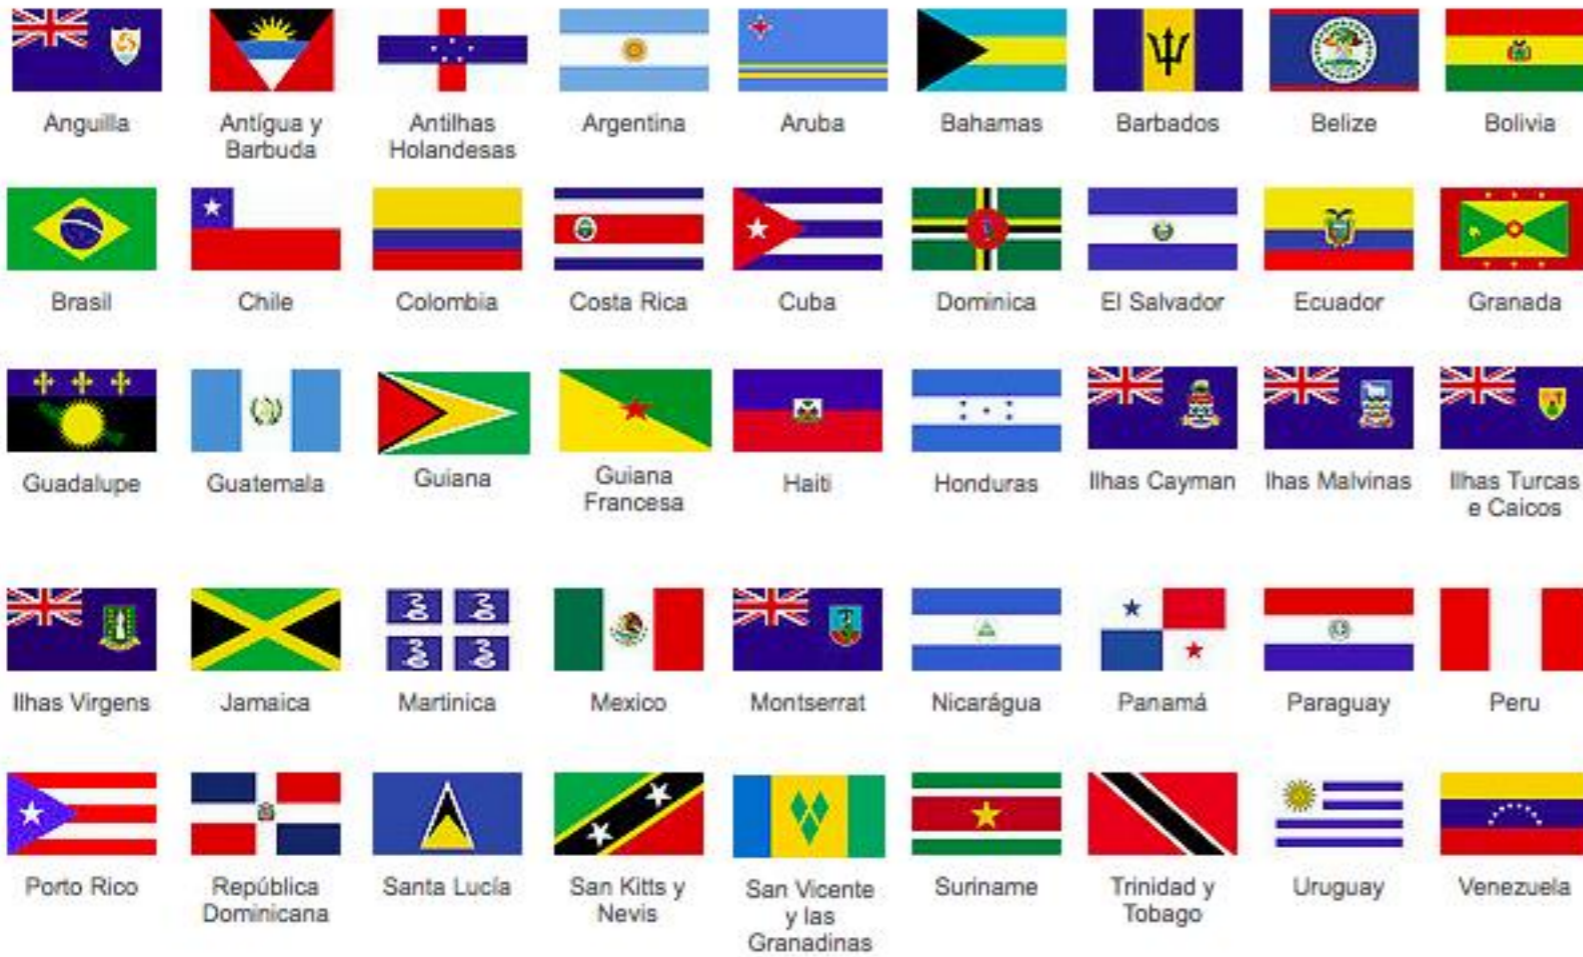 Anguilla
Antígua y
Barbuda
Antilhas
Holandesas
Argentina
Aruba
Bahamas
Barbados
Belize
Bolivia
Brasil
Chile
Colombia
Costa Rica
Cuba
Dominica
El Salvador
Ecuador
Granada
Guadalupe
Guatemala
Guiana
Guiana
Francesa
Haiti
Honduras
Ilhas Cayman
lhas Malvinas
Ilhas Turcas
e Caicos
Ilhas Virgens
Jamaica
Martinica
Mexico
Montserrat
Nicarágua
Panamá
Paraguay
Peru
Porto Rico
República
Dominicana
Santa Lucía
San Kitts y
Nevis
San Vicente
y las
Granadinas
Suriname
Trinidad y
Tobago
Uruguay
Venezuela